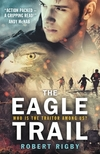 ACTION-PACKED –
A GRIPPING READ
ANDY MCNAB
THE
EAGLE
WHO IS THE TRAITOR AMONG US?
TRAIL
ROBERT RIGBY